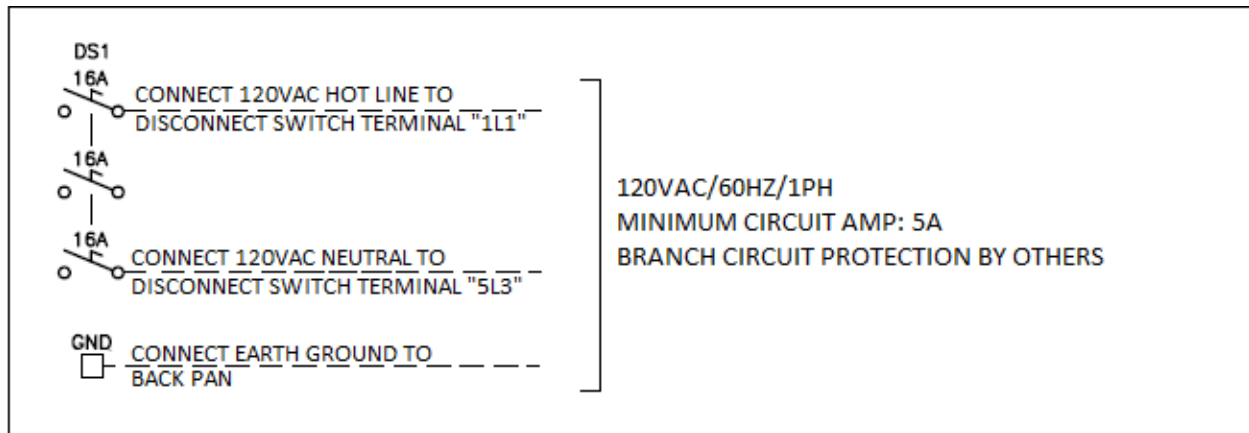 DS1
16A
CONNECT 120VAC HOT LINE TO
DISCONNECT SWITCH TERMINAL "1L1"
16A
16A
CONNECT 120VAC NEUTRAL TO
DISCONNECT SWITCH TERMINAL "5L3"
GND
CONNECT EARTH GROUND TO
BACK PAN
120VAC/60HZ/1PH
MINIMUM CIRCUIT AMP: 5A
BRANCH CIRCUIT PROTECTION BY OTHERS